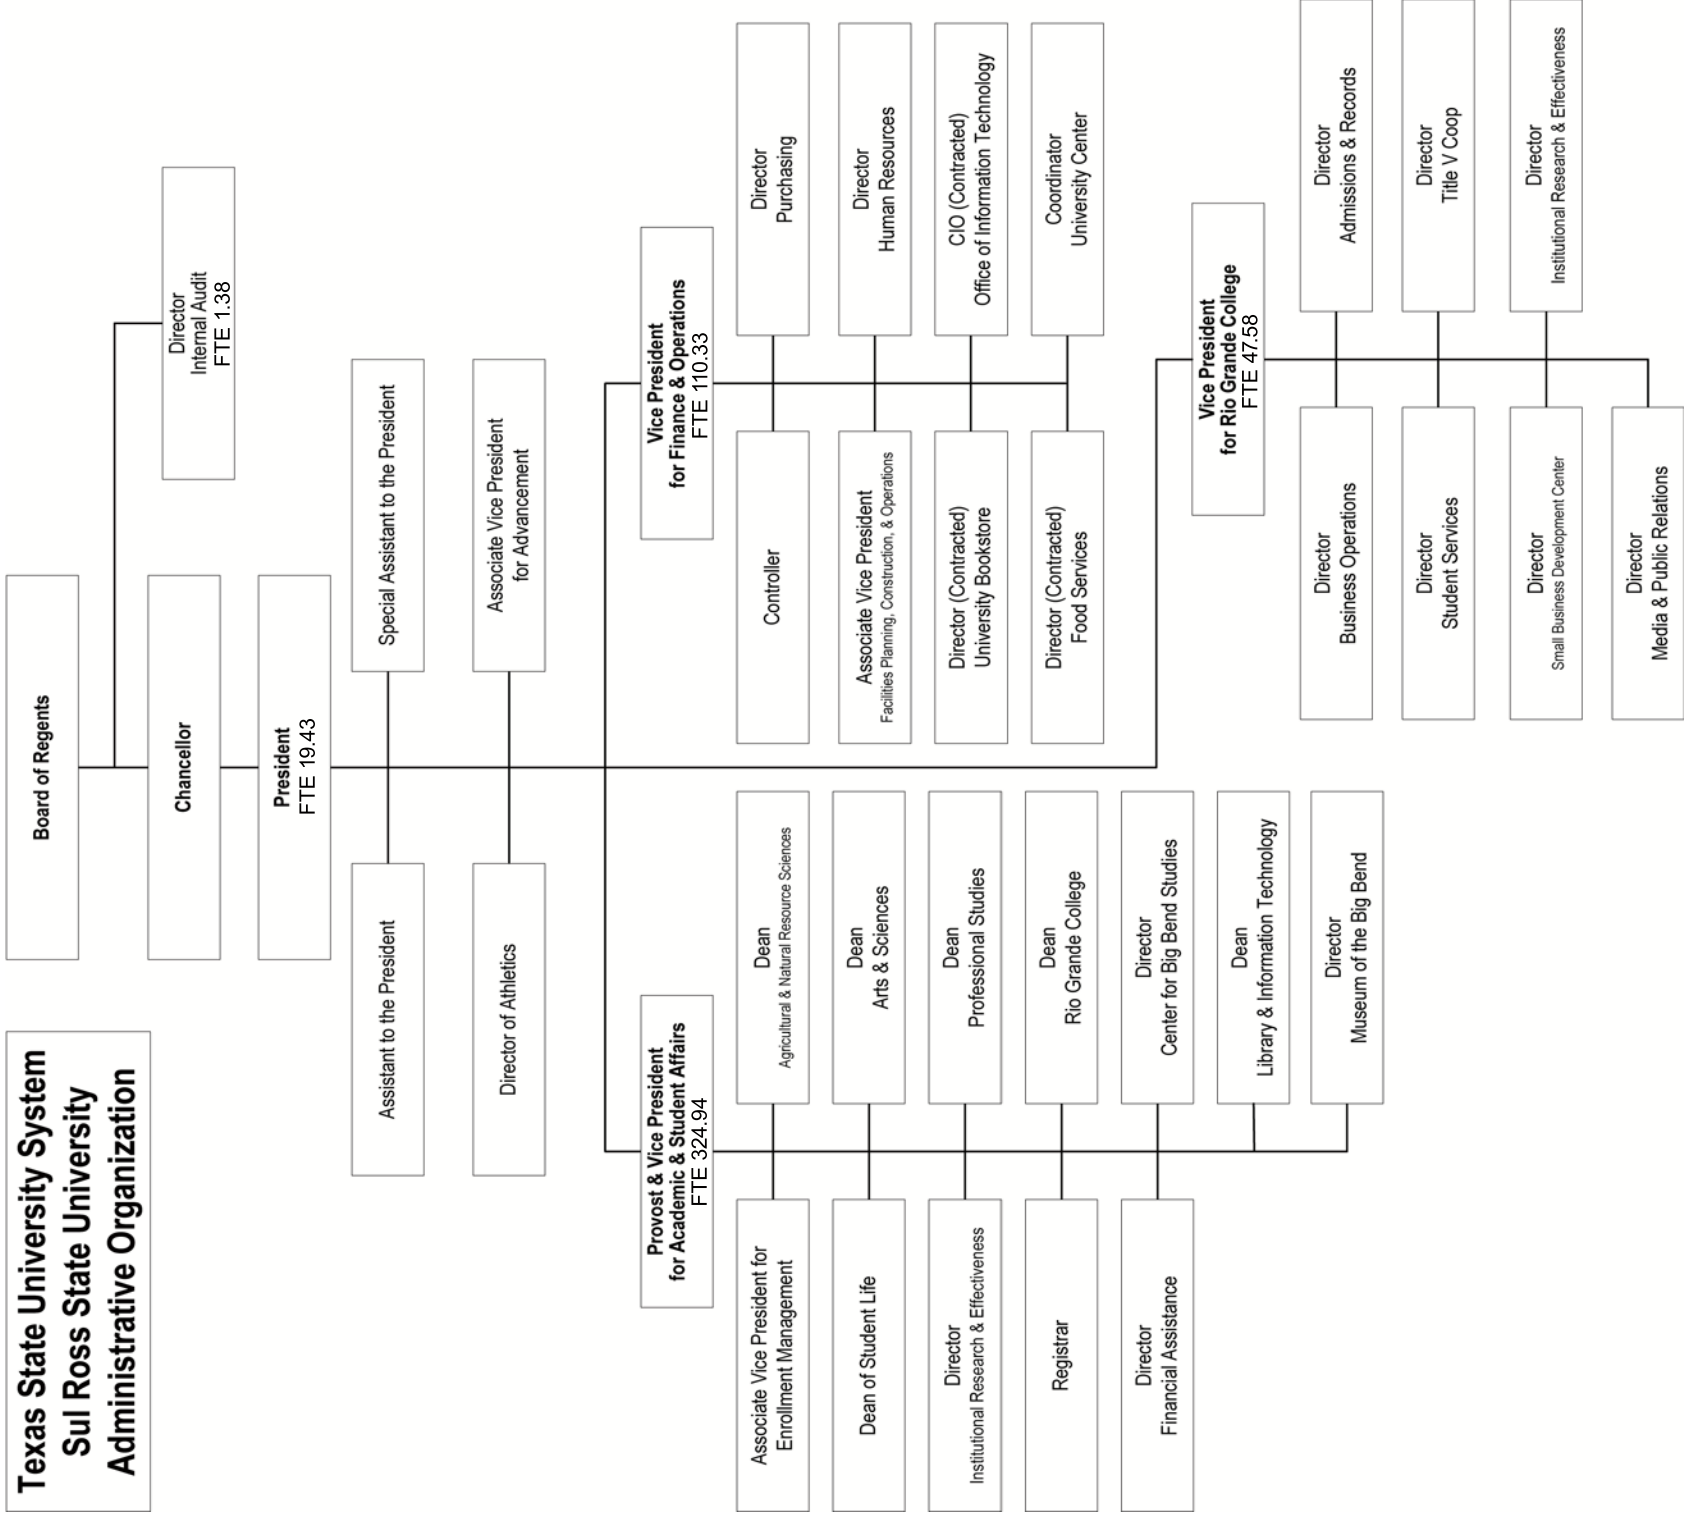 Texas State University System
Sul Ross State University
Administrative Organization
Board of Regents
Director
Internal Audit
FTE 1.38
Chancellor
President
FTE 19.43
Assistant to the President
Special Assistant to the President
Director of Athletics
Associate Vice President
for Advancement
Provost & Vice President
for Academic & Student Affairs
FTE 324.94
Associate Vice President for
Enrollment Management
Dean
Agricultural & Natural Resource Sciences
Dean of Student Life
Dean
Arts & Sciences
Director
Institutional Research & Effectiveness
Dean
Professional Studies
Registrar
Dean
Rio Grande College
Director
Financial Assistance
Director
Center for Big Bend Studies
Dean
Library & Information Technology
Director
Museum of the Big Bend
Vice President
for Finance & Operations
FTE 110.33
Controller
Director
Purchasing
Associate Vice President
Facilities Planning, Construction, & Operations
Director
Human Resources
Director (Contracted)
University Bookstore
CIO (Contracted)
Office of Information Technology
Director (Contracted)
Food Services
Coordinator
University Center
Vice President
for Rio Grande College
FTE 47.58
Director
Business Operations
Director
Admissions & Records
Director
Student Services
Director
Title V Coop
Director
Small Business Development Center
Director
Institutional Research & Effectiveness
Director
Media & Public Relations